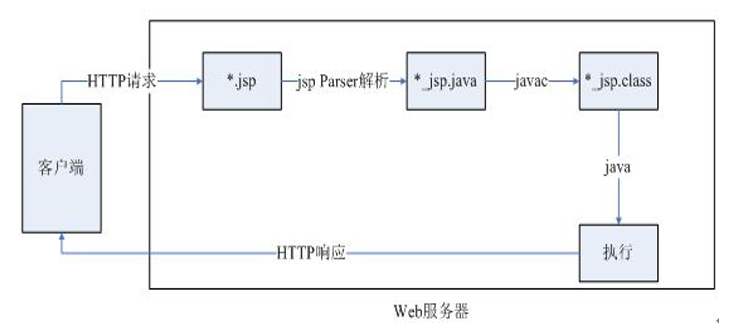 HTTP请求
*.jsp
jsp Parser解析
*_jsp.java
javac
*_jsp.class
客户端
java
HTTP响应
执行
Web服务器